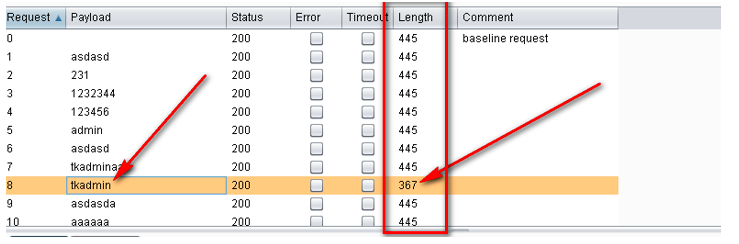 Request Payload Status Error Timeout Length Comment
0 200 445 baseline request
1 asdasd 200 445
2 231 200 445
3 1232344 200 445
4 123456 200 445
5 admin 200 445
6 asdasd 200 445
7 200 445
8 tkadmin 200 367
9 asdasda 200 445
10 aaaaaa 200 445